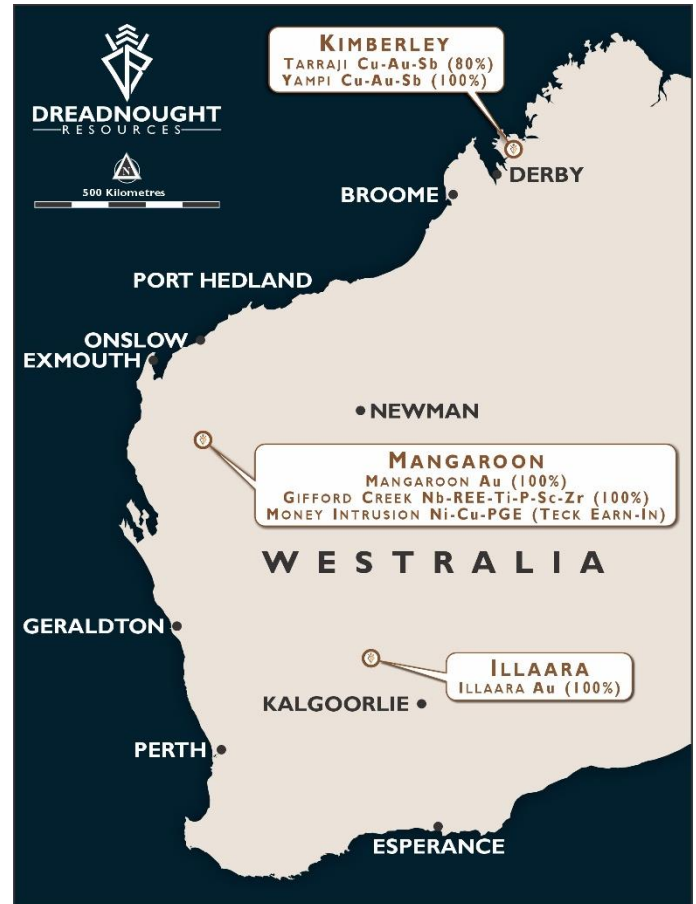 DREADNOUGHT
RESOURCES
N
500 Kilometres
KIMBERLEY
TARRAJI Cu-Au-Sb (80%)
YAMPI Cu-Au-Sb (100%)
DERBY
BROOME
PORT HEDLAND
ONSLOW
EXMOUTH
NEWMAN
MANGAROON
MANGAROON Au (100%)
GIFFORD CREEK Nb-REE-Ti-P-Sc-Zr (100%)
MONEY INTRUSION Ni-Cu-PGE (TECK EARN-IN)
WESTRALIA
GERALDTON
ILLAARA
ILLAARA Au (100%)
KALGOORLIE
PERTH
ESPERANCE